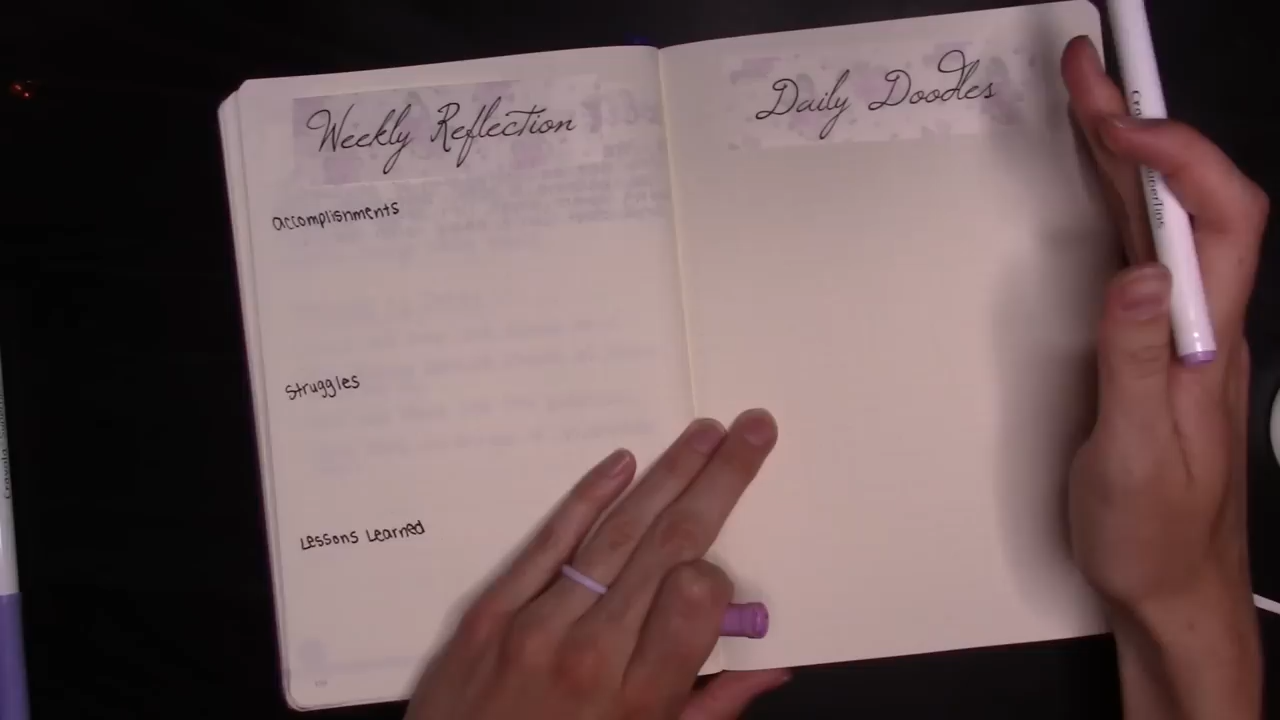 Weekly Reflection
accomplishments
struggles
Lessons Learned
Daily Doodles